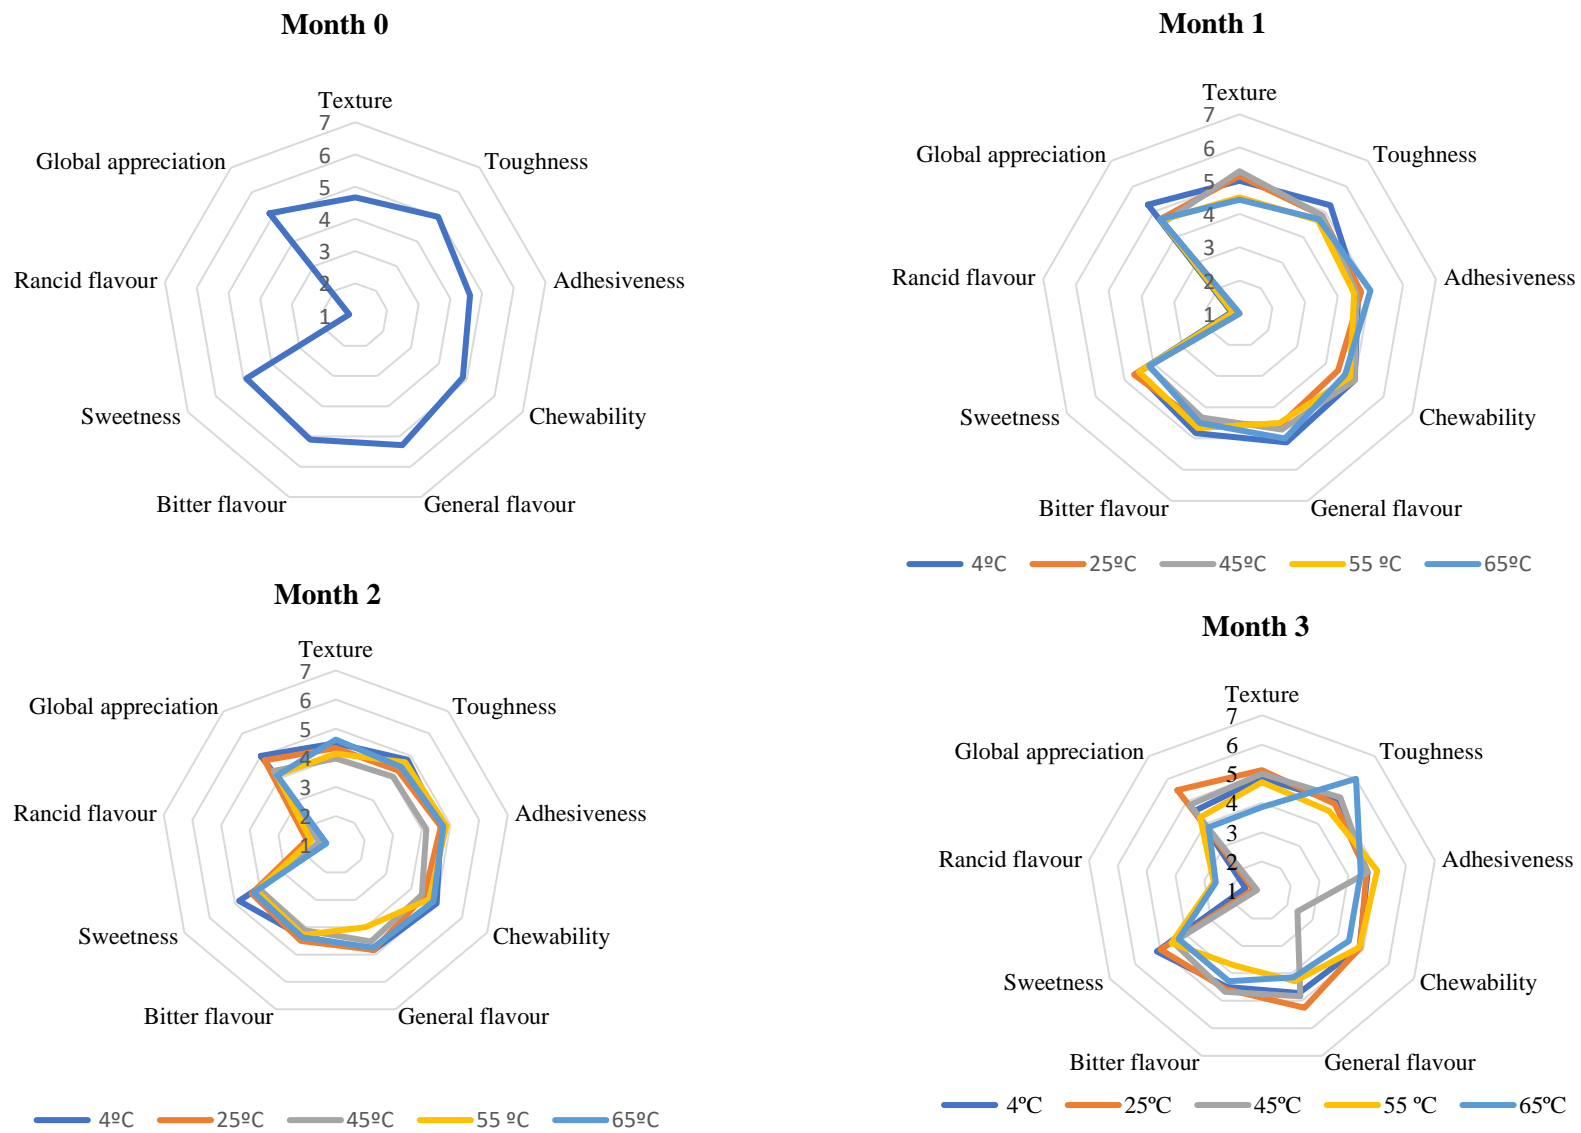 Month 0
Texture
7
6
5
4
3
2
1
Toughness
Adhesiveness
Chewability
General flavour
Bitter flavour
Sweetness
Rancid flavour
Global appreciation
Month 1
Texture
7
6
5
4
3
2
1
Toughness
Adhesiveness
Chewability
General flavour
Bitter flavour
Sweetness
Rancid flavour
Global appreciation
4ºC 25ºC 45ºC 55 ºC 65ºC
Month 2
Texture
7
6
5
4
3
2
1
Toughness
Adhesiveness
Chewability
General flavour
Bitter flavour
Sweetness
Rancid flavour
Global appreciation
4ºC 25ºC 45ºC 55 ºC 65ºC
Month 3
Texture
7
6
5
4
3
2
1
Toughness
Adhesiveness
Chewability
General flavour
Bitter flavour
Sweetness
Rancid flavour
Global appreciation
4ºC 25ºC 45ºC 55 ºC 65ºC